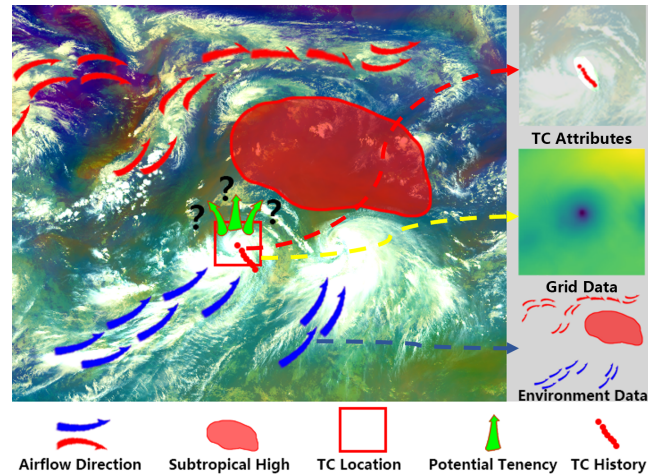 ?
? ?
TC Attributes
Grid Data
Environment Data
Airflow Direction Subtropical High TC Location Potential Tenency TC History